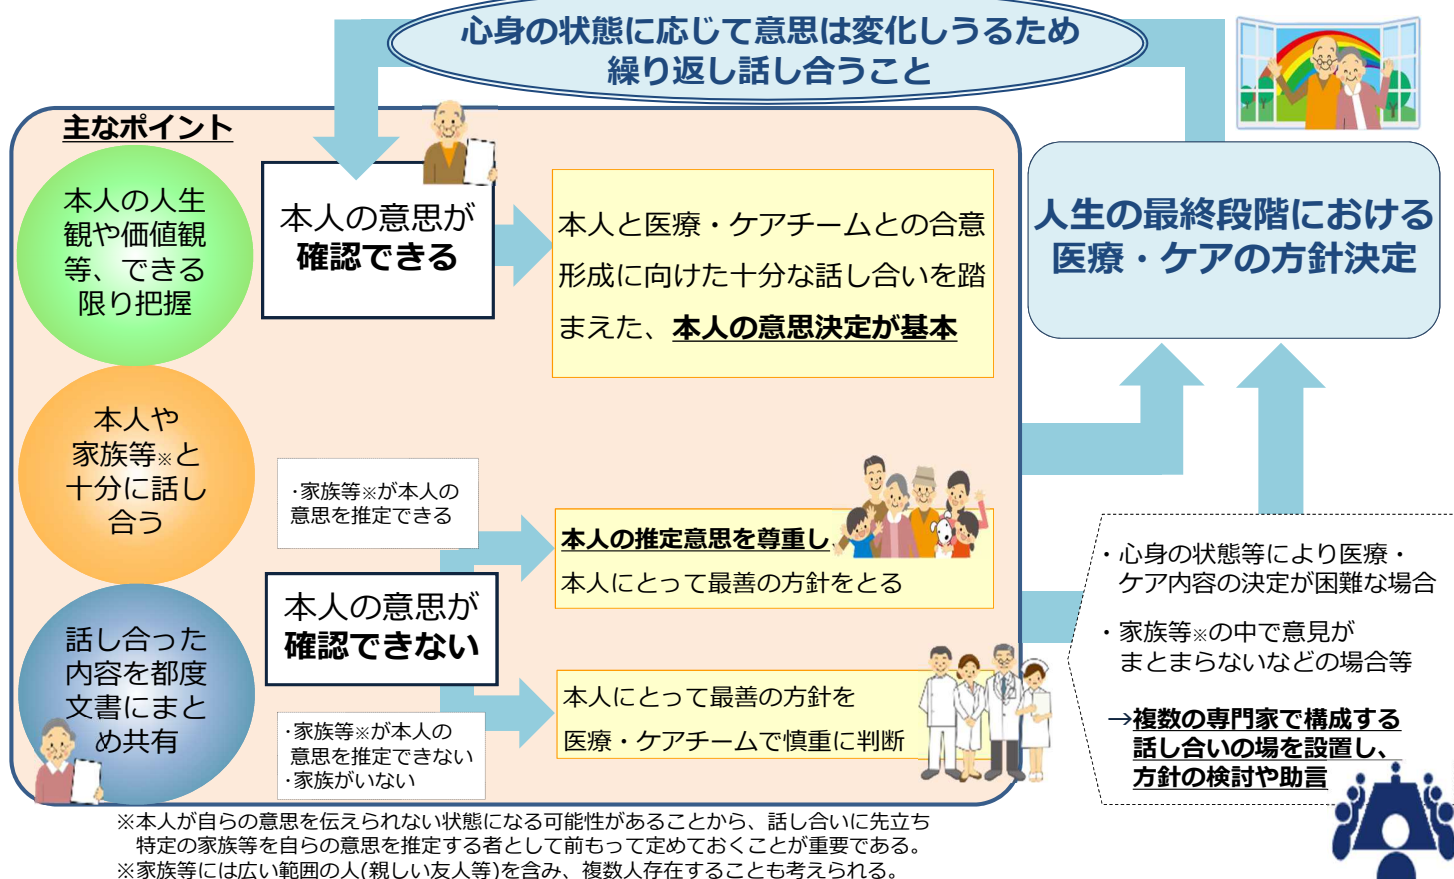 心身の状態に応じて意思は変化しうるため
繰り返し話し合うこと
主なポイント
本人の人生
観や価値観
等、できる
限り把握
本人や
家族等※と
十分に話し
合う
話し合った
内容を都度
文書にまと
め共有
本人の意思が
確認できる
本人と医療・ケアチームとの合意
形成に向けた十分な話し合いを踏
まえた、本人の意思決定が基本
・家族等※が本人の
意思を推定できる
本人の意思が
確認できない
・家族等※が本人の
意思を推定できない
・家族がいない
本人の推定意思を尊重し、
本人にとって最善の方針をとる
本人にとって最善の方針を
医療・ケアチームで慎重に判断
人生の最終段階における
医療・ケアの方針決定
・心身の状態等により医療・
ケア内容の決定が困難な場合
・家族等※の中で意見が
まとまらないなどの場合等
→複数の専門家で構成する
話し合いの場を設置し、
方針の検討や助言
※本人が自らの意思を伝えられない状態になる可能性があることから、話し合いに先立ち
特定の家族等を自らの意思を推定する者として前もって定めておくことが重要である。
※家族等には広い範囲の人(親しい友人等)を含み、複数人存在することも考えられる。